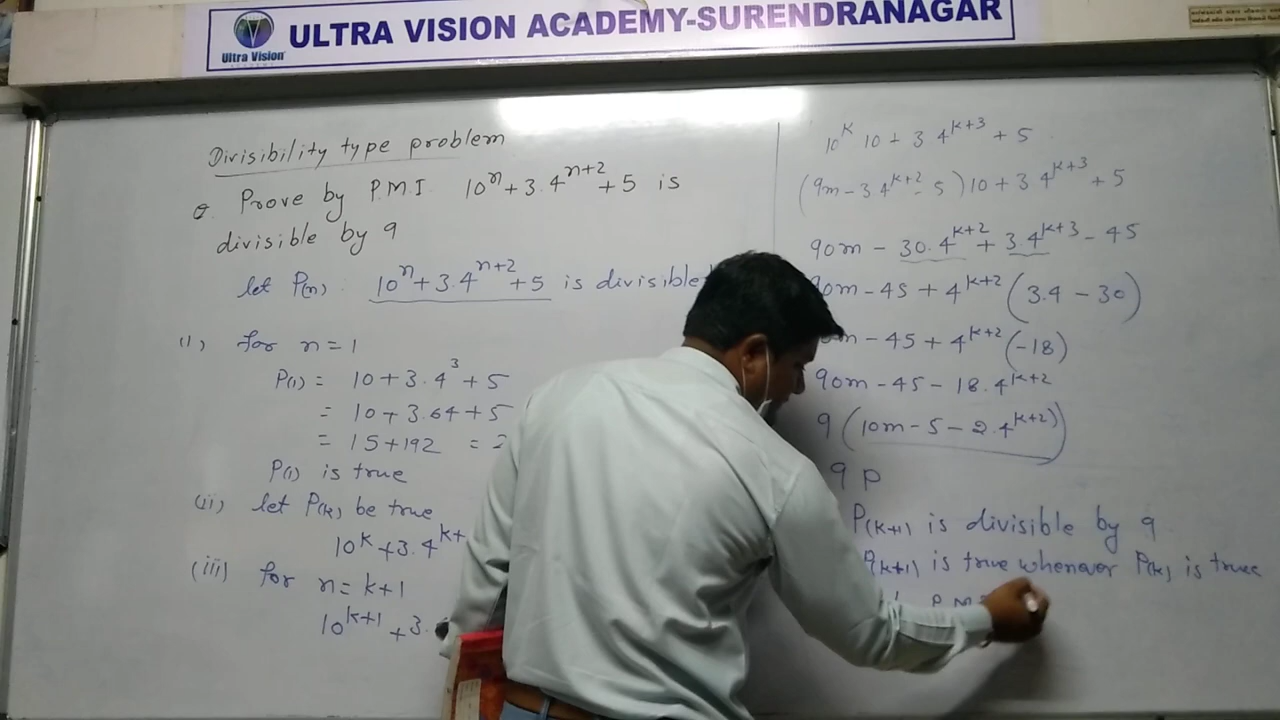 ULTRA VISION ACADEMY-SURENDRANAGAR
Ultra Vision
Divisibility type problem
Q. Prove by P.M.I. 10^n + 3.4^{n+2} + 5 is
divisible by 9
let P(n): 10^n + 3.4^{n+2} + 5 is divisible
(i) for n = 1
P(1) = 10 + 3.4^3 + 5
= 10 + 3.64 + 5
= 15 + 192 = 2
P(1) is true
(ii) let P(k) be true
10^k + 3.4^{k+
(iii) for n = k+1
10^{k+1} + 3.
10^k 10 + 3 4^{k+3} + 5
(9m - 3 4^{k+2} - 5) 10 + 3 4^{k+3} + 5
90m - 30.4^{k+2} + 3.4^{k+3} - 45
90m - 45 + 4^{k+2} (3.4 - 30)
m - 45 + 4^{k+2} (-18)
90m - 45 - 18.4^{k+2}
9 (10m - 5 - 2.4^{k+2})
9 p
P(k+1) is divisible by 9
P(k+1) is true whenever P(k) is true
P.M.